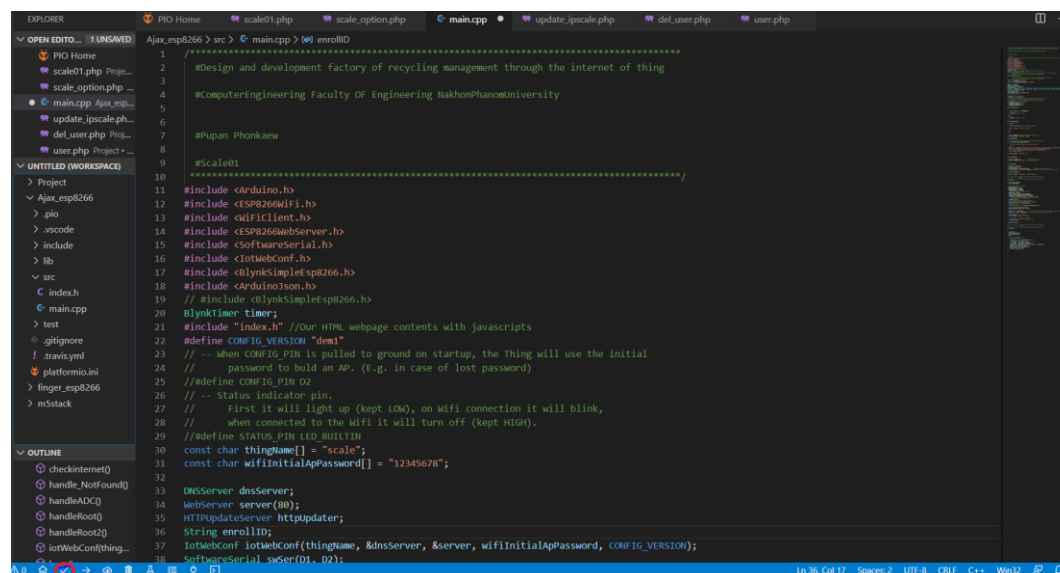 EXPLORER
PIO Home
scale01.php
scale_option.php
main.cpp
update_ipscale.php
del_user.php
user.php
OPEN EDITO... 1 UNSAVED
PIO Home
scale01.php Proje...
scale_option.php ...
main.cpp Ajax_esp...
update_ipscale.ph...
del_user.php Proj...
user.php Project • ...
UNTITLED (WORKSPACE)
Project
Ajax_esp8266
.pio
.vscode
include
lib
src
index.h
main.cpp
test
.gitignore
.travis.yml
platformio.ini
finger_esp8266
m5stack
OUTLINE
checkinternet()
handle_NotFound()
handleADC()
handleRoot()
handleRoot2()
iotWebConf(thing...
Ajax_esp8266 > src > main.cpp > enrollID
1 /***************************************************************************************
2 #Design and development factory of recycling management through the internet of thing
3
4 #ComputerEngineering Faculty OF Engineering NakhonPhanomUniversity
5
6
7 #Pupan Phonkaew
8
9 #Scale01
10 ***************************************************************************************/
11 #include <Arduino.h>
12 #include <ESP8266WiFi.h>
13 #include <WiFiClient.h>
14 #include <ESP8266WebServer.h>
15 #include <SoftwareSerial.h>
16 #include <IotWebConf.h>
17 #include <BlynkSimpleEsp8266.h>
18 #include <ArduinoJson.h>
19 // #include <BlynkSimpleEsp8266.h>
20 BlynkTimer timer;
21 #include "index.h" //Our HTML webpage contents with javascripts
22 #define CONFIG_VERSION "dem1"
23 // -- When CONFIG_PIN is pulled to ground on startup, the Thing will use the initial
24 // password to buld an AP. (E.g. in case of lost password)
25 //#define CONFIG_PIN D2
26 // -- Status indicator pin.
27 // First it will light up (kept LOW), on Wifi connection it will blink,
28 // when connected to the Wifi it will turn off (kept HIGH).
29 //#define STATUS_PIN LED_BUILTIN
30 const char thingName[] = "scale";
31 const char wifiInitialApPassword[] = "12345678";
32
33 DNSServer dnsServer;
34 WebServer server(80);
35 HTTPUpdateServer httpUpdater;
36 String enrollID;
37 IotWebConf iotWebConf(thingName, &dnsServer, &server, wifiInitialApPassword, CONFIG_VERSION);
38 SoftwareSerial swSer(D1, D2);
0
Ln 36, Col 17 Spaces: 2 UTF-8 CRLF C++ Win32